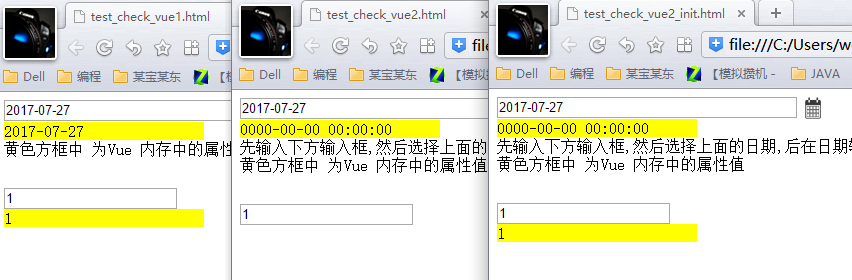 test_check_vue1.html
Dell 编程 某宝某东
2017-07-27
2017-07-27
黄色方框中 为Vue 内存中的属性
1
1
test_check_vue2.html
Dell 编程 某宝某东 【模
2017-07-27
0000-00-00 00:00:00
先输入下方输入框,然后选择上面的
黄色方框中 为Vue 内存中的属性值
1
test_check_vue2_init.html
file:///C:/Users/w
Dell 编程 某宝某东 【模拟攒机 - JAVA
2017-07-27
0000-00-00 00:00:00
先输入下方输入框,然后选择上面的日期,后在日期
黄色方框中 为Vue 内存中的属性值
1
1